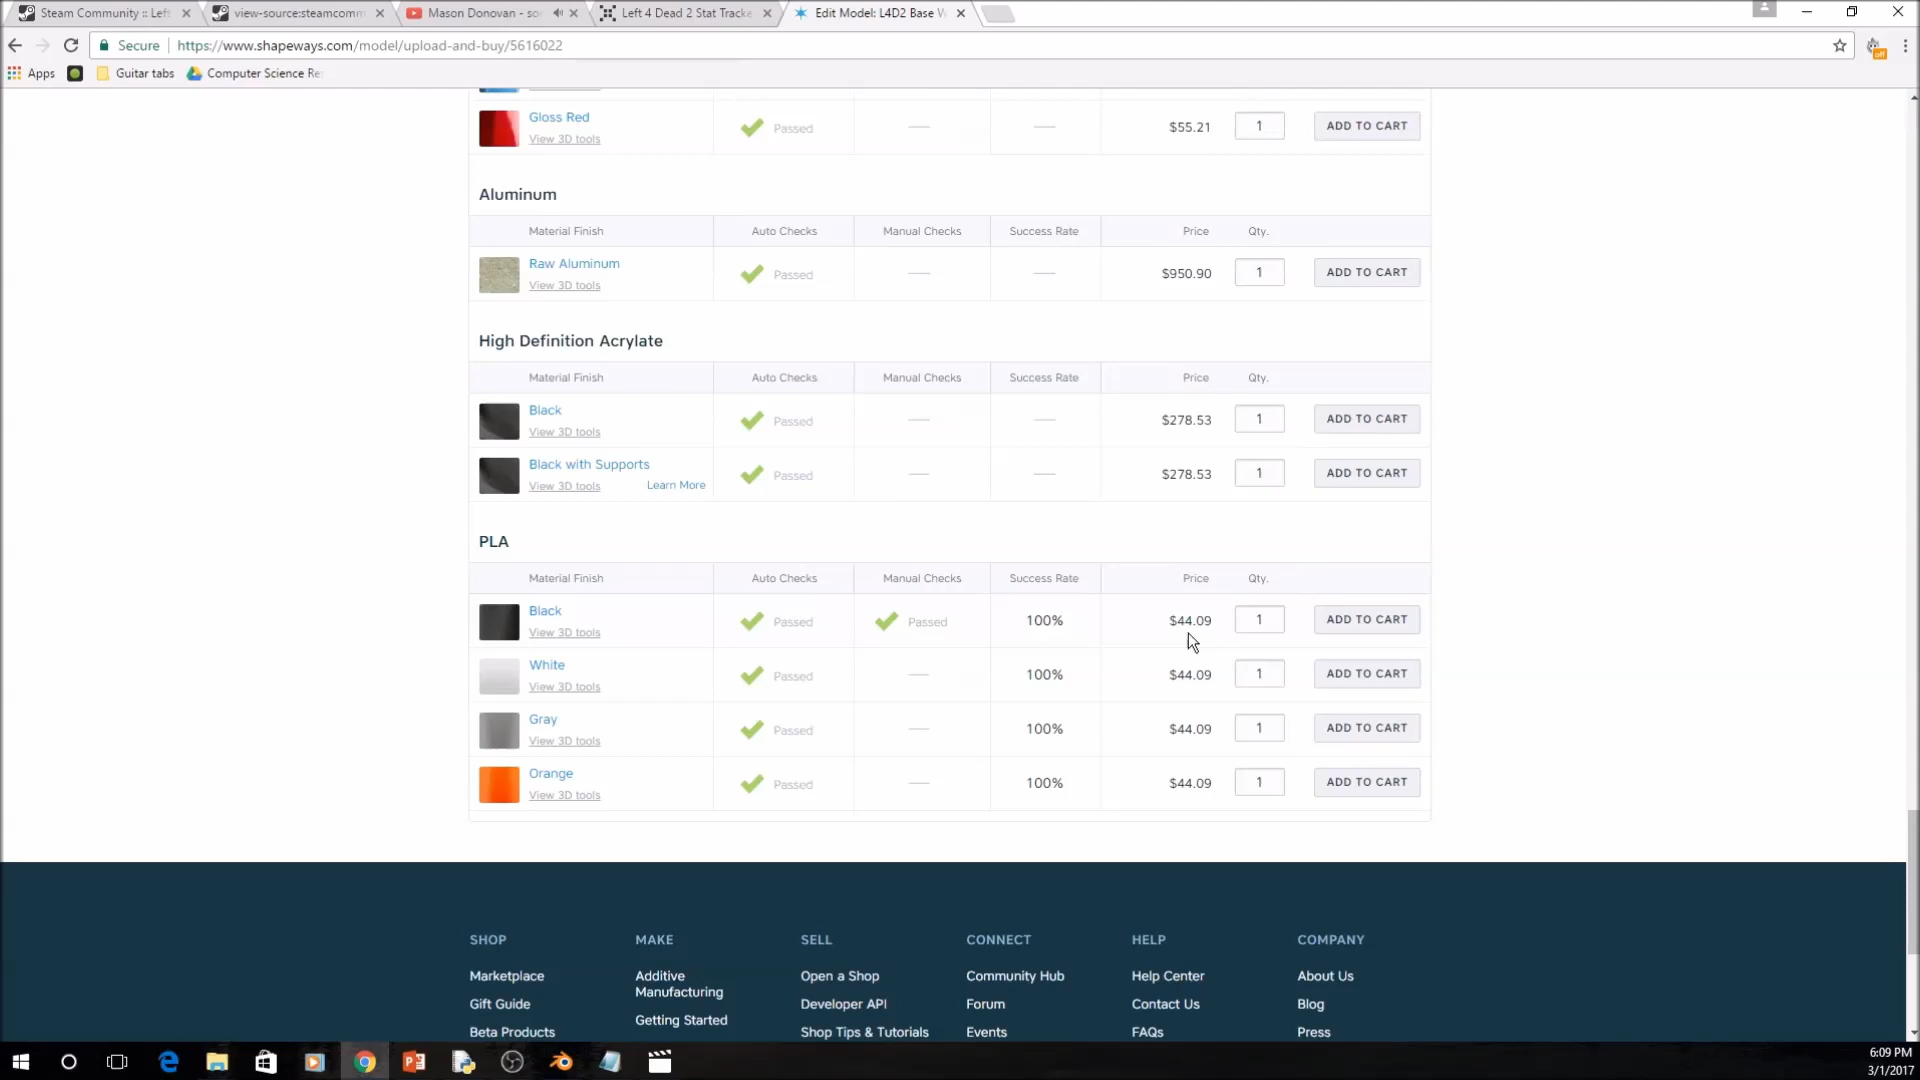 Steam Community :: Left
view-source:steamcomm
Mason Donovan - so
Left 4 Dead 2 Stat Tracke
Edit Model: L4D2 Base W
Secure
https://www.shapeways.com/model/upload-and-buy/5616022
off
Apps
Guitar tabs
Computer Science Re
Gloss Red
View 3D tools
Passed
$55.21
1
ADD TO CART
Aluminum
Material Finish
Auto Checks
Manual Checks
Success Rate
Price
Qty.
Raw Aluminum
View 3D tools
Passed
$950.90
1
ADD TO CART
High Definition Acrylate
Material Finish
Auto Checks
Manual Checks
Success Rate
Price
Qty.
Black
View 3D tools
Passed
$278.53
1
ADD TO CART
Black with Supports
View 3D tools
Learn More
Passed
$278.53
1
ADD TO CART
PLA
Material Finish
Auto Checks
Manual Checks
Success Rate
Price
Qty.
Black
View 3D tools
Passed
Passed
100%
$44.09
1
ADD TO CART
White
View 3D tools
Passed
100%
$44.09
1
ADD TO CART
Gray
View 3D tools
Passed
100%
$44.09
1
ADD TO CART
Orange
View 3D tools
Passed
100%
$44.09
1
ADD TO CART
SHOP
Marketplace
Gift Guide
Beta Products
MAKE
Additive
Manufacturing
Getting Started
SELL
Open a Shop
Developer API
Shop Tips & Tutorials
CONNECT
Community Hub
Forum
Events
HELP
Help Center
Contact Us
FAQs
COMPANY
About Us
Blog
Press
6:09 PM
3/1/2017